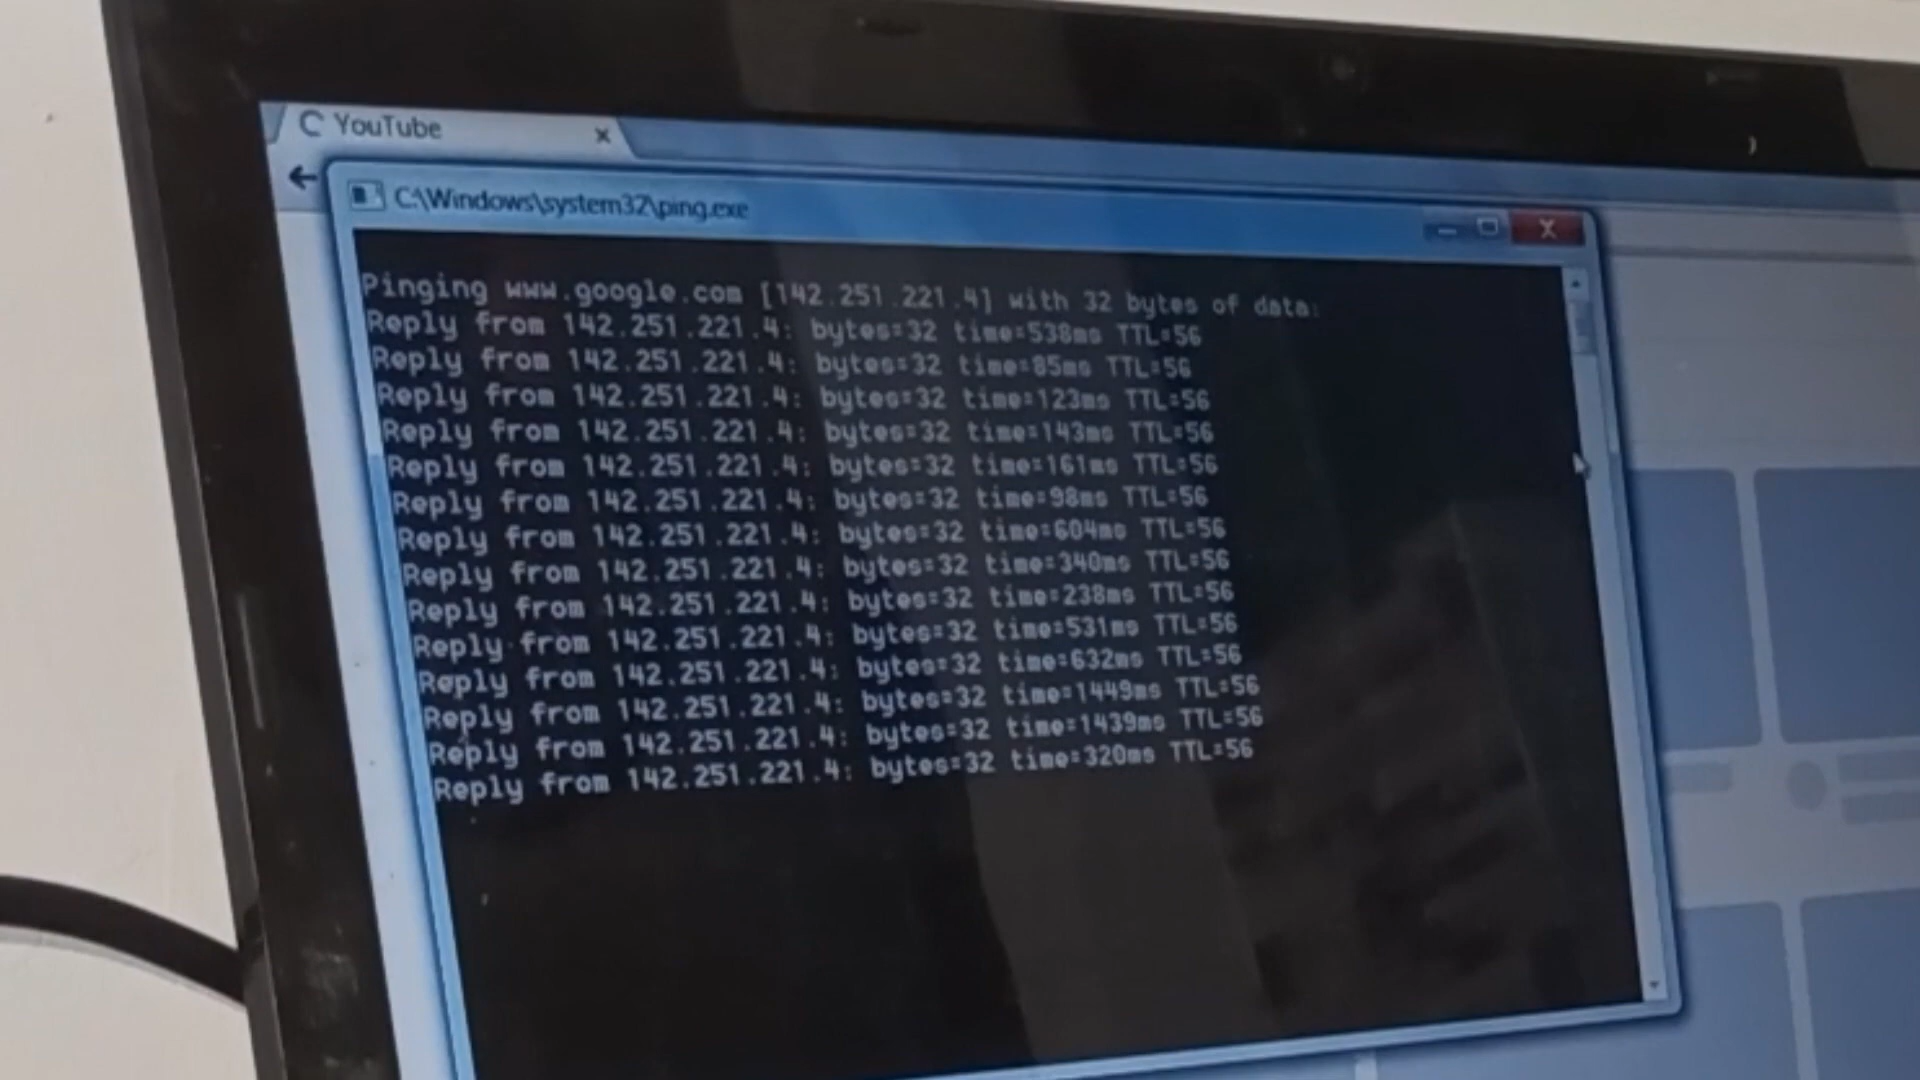 YouTube
C:\Windows\system32\ping.exe
Pinging www.google.com [142.251.221.4] with 32 bytes of data:
Reply from 142.251.221.4: bytes=32 time=538ms TTL=56
Reply from 142.251.221.4: bytes=32 time=85ms TTL=56
Reply from 142.251.221.4: bytes=32 time=123ms TTL=56
Reply from 142.251.221.4: bytes=32 time=143ms TTL=56
Reply from 142.251.221.4: bytes=32 time=161ms TTL=56
Reply from 142.251.221.4: bytes=32 time=98ms TTL=56
Reply from 142.251.221.4: bytes=32 time=604ms TTL=56
Reply from 142.251.221.4: bytes=32 time=340ms TTL=56
Reply from 142.251.221.4: bytes=32 time=238ms TTL=56
Reply from 142.251.221.4: bytes=32 time=531ms TTL=56
Reply from 142.251.221.4: bytes=32 time=632ms TTL=56
Reply from 142.251.221.4: bytes=32 time=1449ms TTL=56
Reply from 142.251.221.4: bytes=32 time=1439ms TTL=56
Reply from 142.251.221.4: bytes=32 time=320ms TTL=56